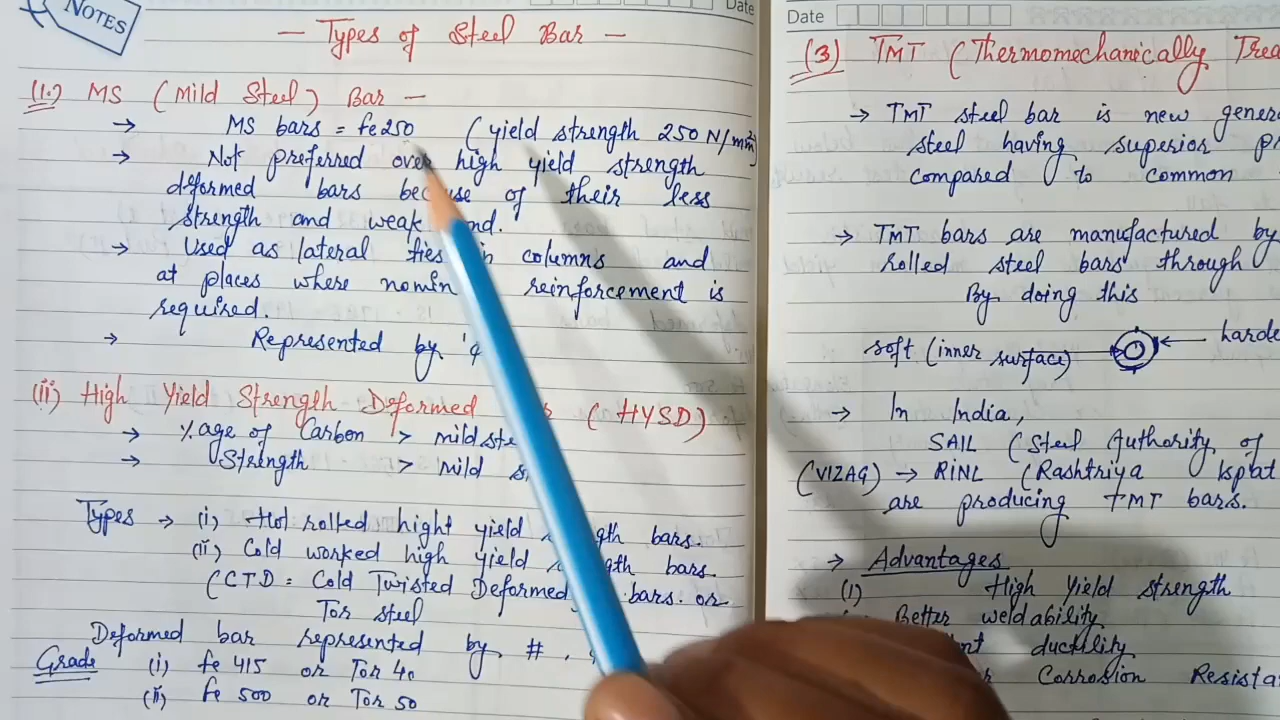 NOTES
Date
— Types of Steel Bar —
(1.) MS (Mild Steel) Bar —
→ MS bars = fe250 (yield strength 250 N/mm²)
→ Not preferred over high yield strength
deformed bars because of their less
strength and weak
→ Used as lateral ties in columns and
at places where reinforcement is
required.
→ Represented by
(ii) High Yield Strength Deformed (HYSD)
→ %age of Carbon > mild
→ Strength > mild
Types → (i) Hot rolled hight yield bars.
(ii) Cold worked high yield bars.
(CTD = Cold Twisted Deformed bars. or
Tor steel
Deformed bar represented by #.
Grade (i) fe 415 or Tor 40
(ii) fe 500 or Tor 50
Date
(3) TMT (Thermomechanically
→ TMT steel bar is new
steel having superior
compared to common
→ TMT bars are manufactured by
rolled steel bars through
By doing this
soft (inner surface)
→ In India,
SAIL (Steel Authority of
(VIZAG) → RINL (Rashtriya Ispat
are producing TMT bars.
→ Advantages
(i) High Yield strength
Better weldability.
ductility.
Corrosion